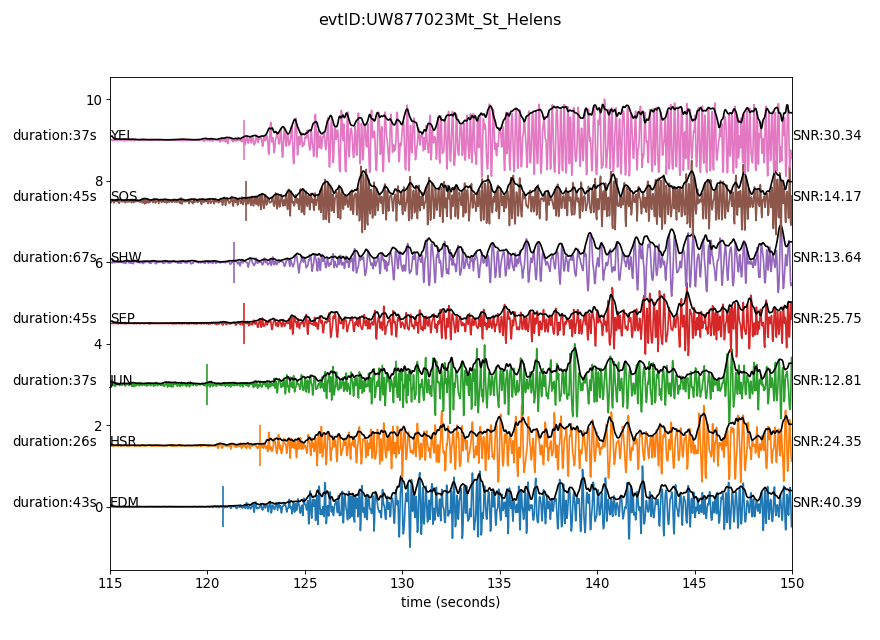 evtID:UW877023Mt_St_Helens
10
duration:37s YEL SNR:30.34
8
duration:45s SOS SNR:14.17
duration:67s SHW SNR:13.64
6
duration:45s SEP SNR:25.75
4
duration:37s JUN SNR:12.81
2
duration:26s HSR SNR:24.35
duration:43s EDM SNR:40.39
0
115 120 125 130 135 140 145 150
time (seconds)